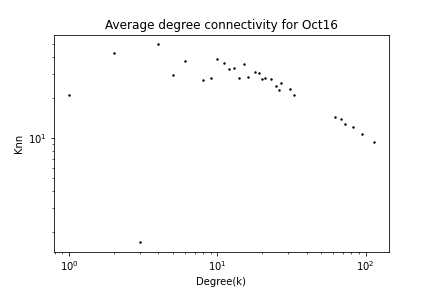 Average degree connectivity for Oct16
Knn
10¹
10⁰ 10¹ 10²
Degree(k)